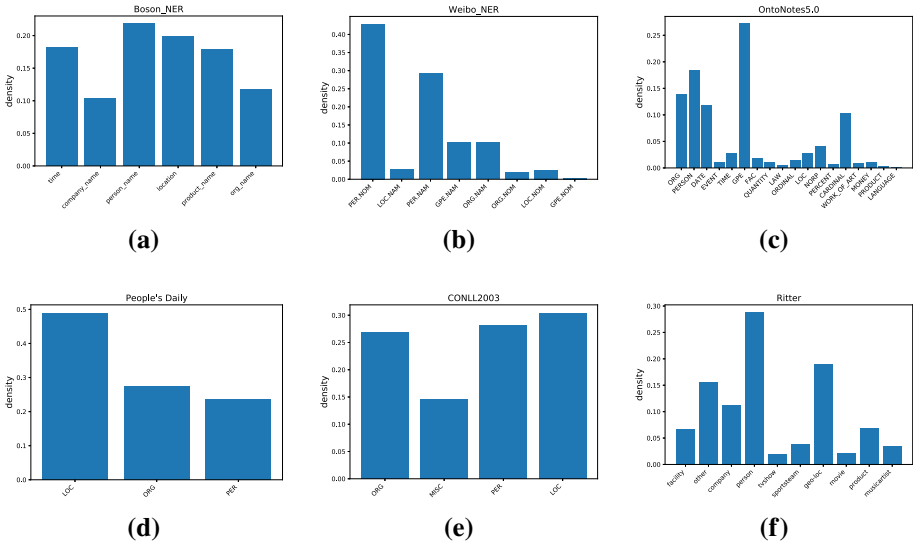 Boson_NER
density
0.20
0.15
0.10
0.05
0.00
time
company_name
person_name
location
product_name
org_name
(a)
Weibo_NER
density
0.40
0.35
0.30
0.25
0.20
0.15
0.10
0.05
0.00
PER.NOM
LOC.NAM
PER.NAM
GPE.NAM
ORG.NAM
ORG.NOM
LOC.NOM
GPE.NOM
(b)
OntoNotes5.0
density
0.25
0.20
0.15
0.10
0.05
0.00
ORG
PERSON
DATE
EVENT
TIME
GPE
FAC
QUANTITY
LAW
ORDINAL
LOC
NORP
PERCENT
CARDINAL
WORK_OF_ART
MONEY
PRODUCT
LANGUAGE
(c)
People's Daily
density
0.5
0.4
0.3
0.2
0.1
0.0
LOC
ORG
PER
(d)
CONLL2003
density
0.30
0.25
0.20
0.15
0.10
0.05
0.00
ORG
MISC
PER
LOC
(e)
Ritter
density
0.30
0.25
0.20
0.15
0.10
0.05
0.00
facility
other
company
person
tvshow
sportsteam
geo-loc
movie
product
musicartist
(f)